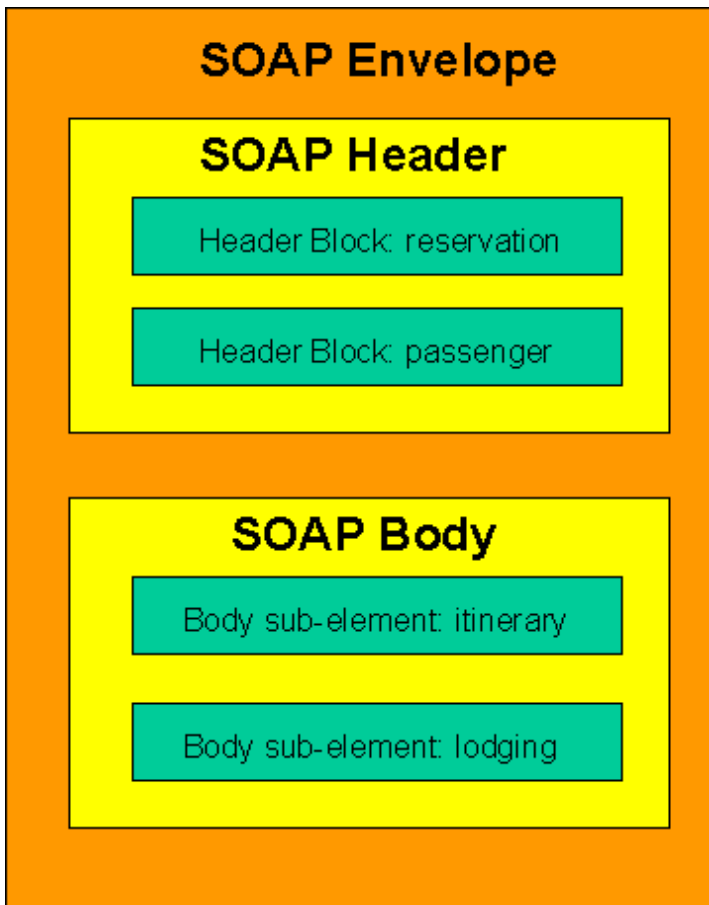 SOAP Envelope
SOAP Header
Header Block: reservation
Header Block: passenger
SOAP Body
Body sub-element: itinerary
Body sub-element: lodging